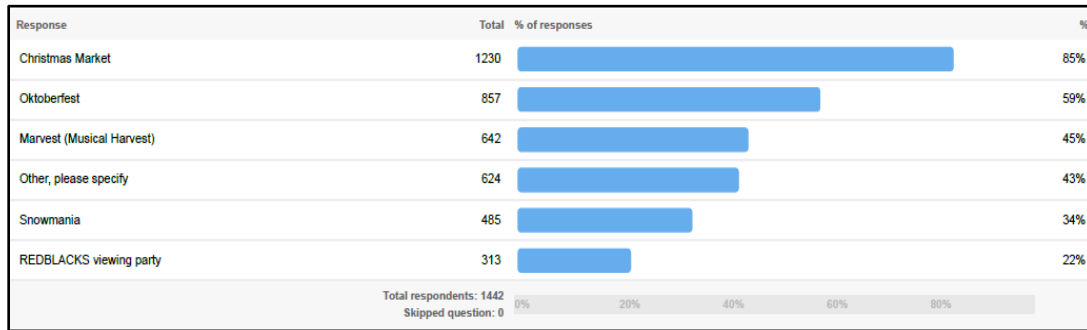 Response Total % of responses %
Christmas Market 1230 85%
Oktoberfest 857 59%
Marvest (Musical Harvest) 642 45%
Other, please specify 624 43%
Snowmania 485 34%
REDBLACKS viewing party 313 22%
Total respondents: 1442
Skipped question: 0
0% 20% 40% 60% 80%